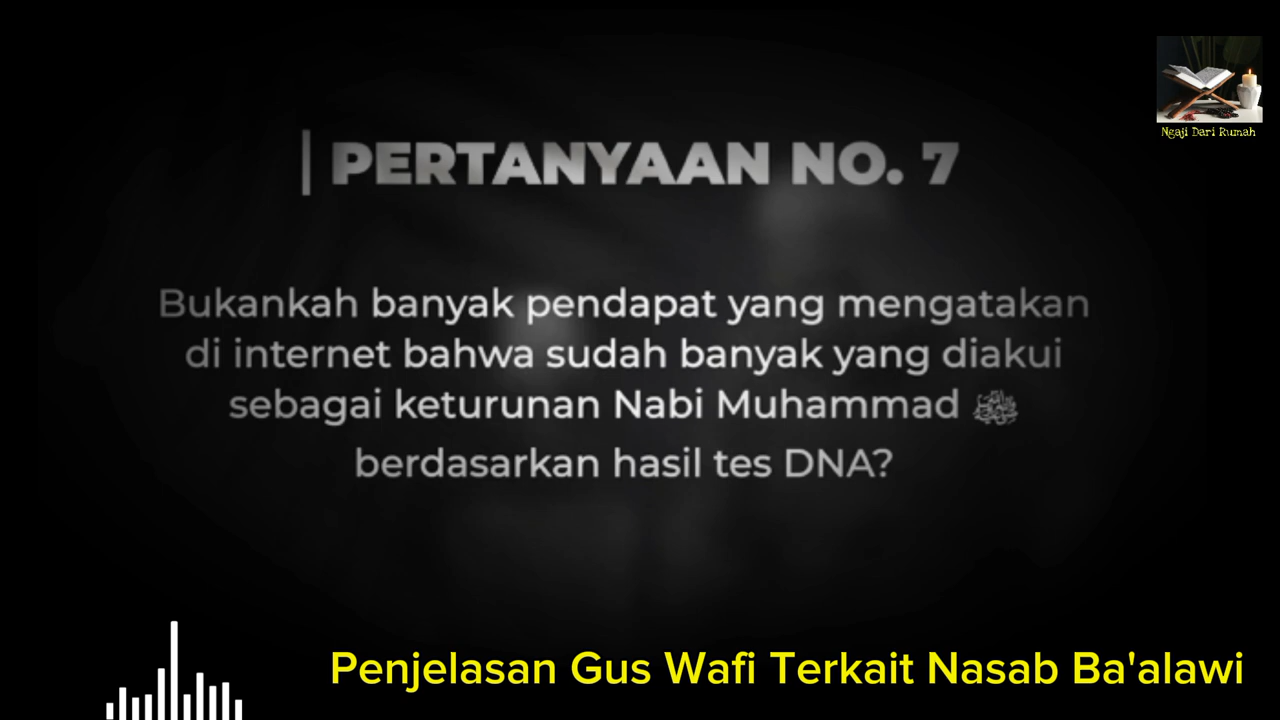 Ngaji Dari Rumah
| PERTANYAAN NO. 7
Bukankah banyak pendapat yang mengatakan
di internet bahwa sudah banyak yang diakui
sebagai keturunan Nabi Muhammad ﷺ
berdasarkan hasil tes DNA?
Penjelasan Gus Wafi Terkait Nasab Ba'alawi